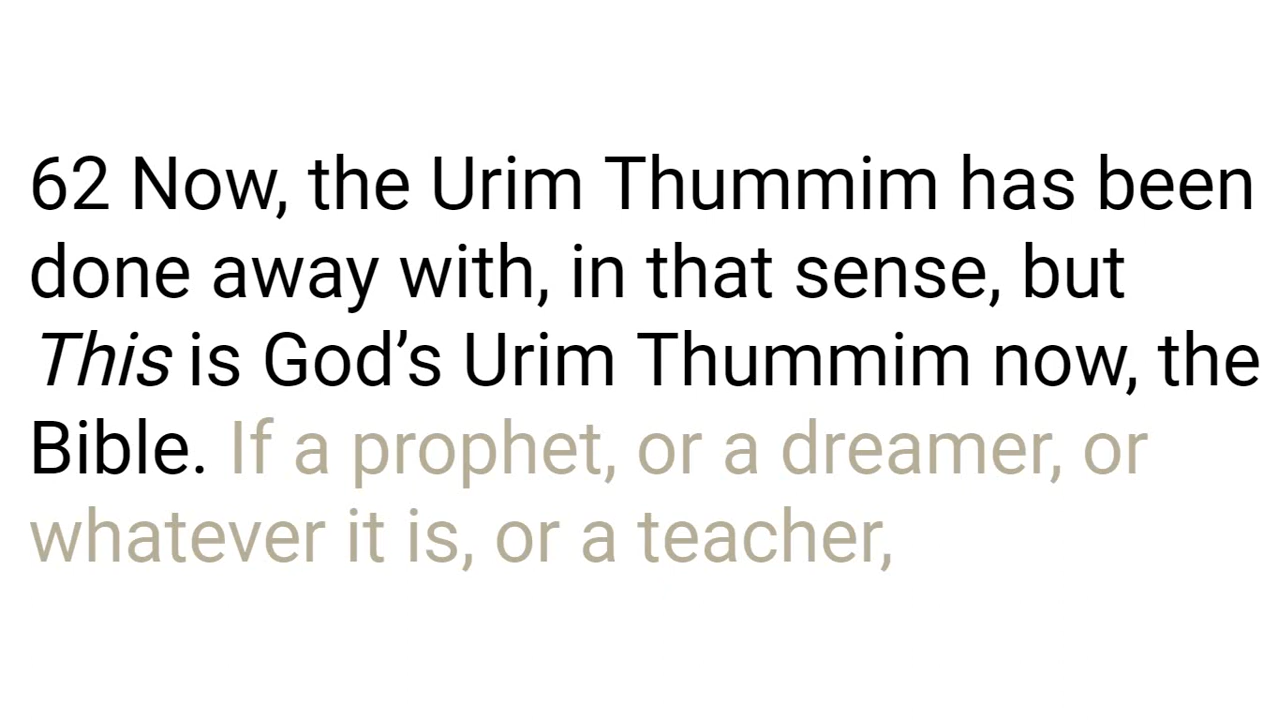 62 Now, the Urim Thummim has been
done away with, in that sense, but
This is God’s Urim Thummim now, the
Bible. If a prophet, or a dreamer, or
whatever it is, or a teacher,